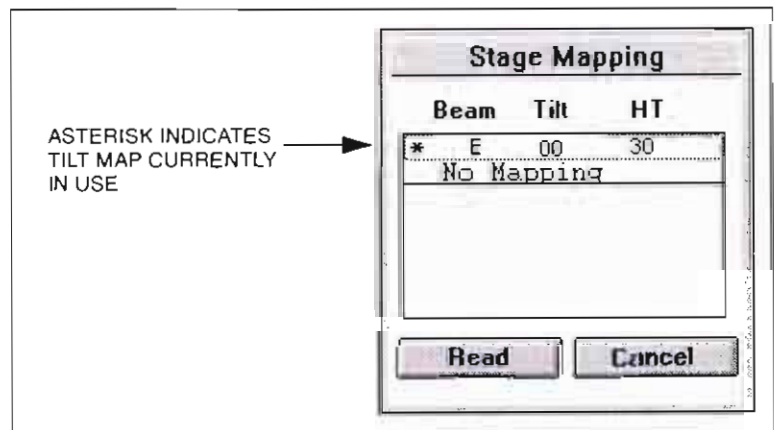 ASTERISK INDICATES
TILT MAP CURRENTLY
IN USE
Stage Mapping
Beam Tilt HT
* E 00 30
No Mapping
Read Cancel